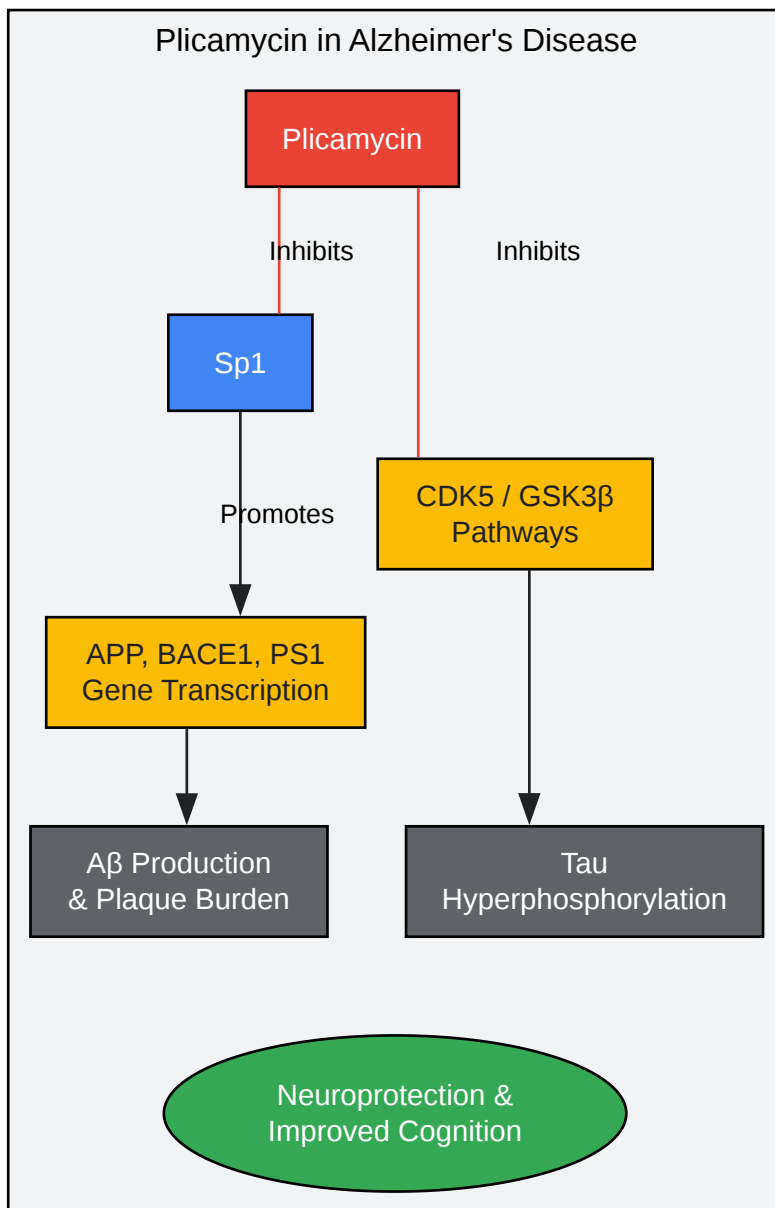 Plicamycin in Alzheimer's Disease
Plicamycin
Inhibits
Inhibits
Sp1
CDK5 / GSK3β
Pathways
Promotes
APP, BACE1, PS1
Gene Transcription
Aβ Production
& Plaque Burden
Tau
Hyperphosphorylation
Neuroprotection &
Improved Cognition